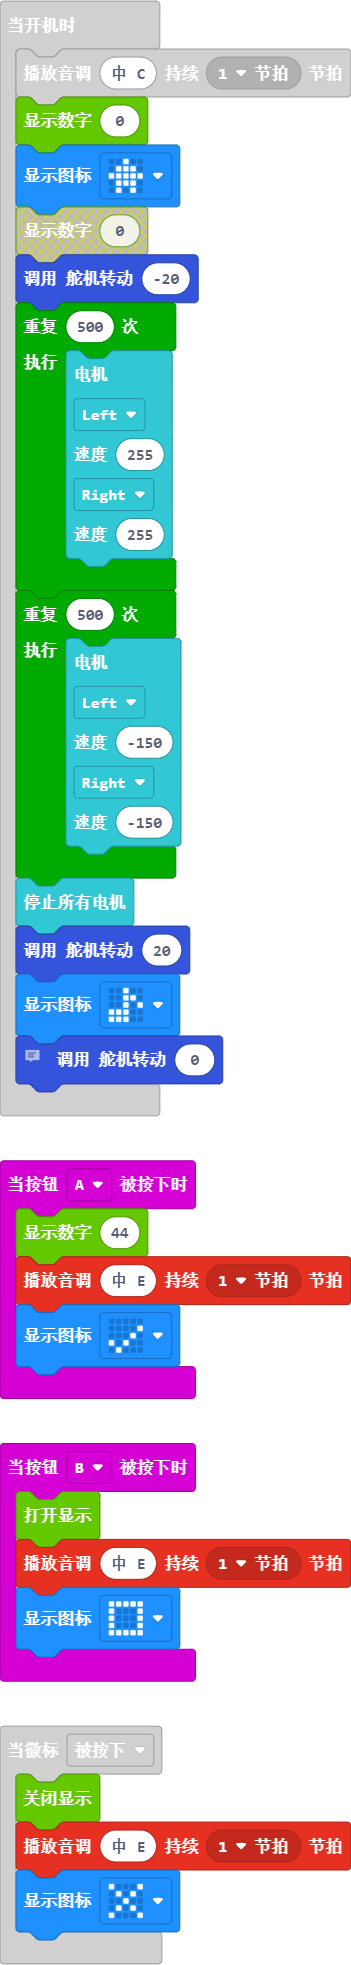 当开机时
播放音调 中 C 持续 1 节拍 节拍
显示数字 0
显示图标
显示数字 0
调用 舵机转动 -20
重复 500 次
执行
电机
Left
速度 255
Right
速度 255
重复 500 次
执行
电机
Left
速度 -150
Right
速度 -150
停止所有电机
调用 舵机转动 20
显示图标
调用 舵机转动 0
当按钮 A 被按下时
显示数字 44
播放音调 中 E 持续 1 节拍 节拍
显示图标
当按钮 B 被按下时
打开显示
播放音调 中 E 持续 1 节拍 节拍
显示图标
当徽标 被按下
关闭显示
播放音调 中 E 持续 1 节拍 节拍
显示图标